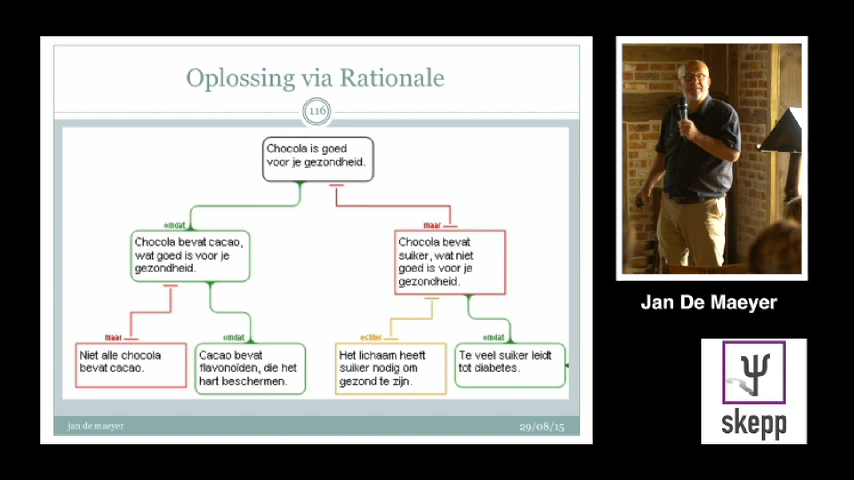 Oplossing via Rationale
116
Chocola is goed
voor je gezondheid.
omdat
Chocola bevat cacao,
wat goed is voor je
gezondheid.
maar
Chocola bevat
suiker, wat niet
goed is voor je
gezondheid.
maar
Niet alle chocola
bevat cacao.
omdat
Cacao bevat
flavonoïden, die het
hart beschermen.
echter
Het lichaam heeft
suiker nodig om
gezond te zijn.
omdat
Te veel suiker leidt
tot diabetes.
jan de maeyer
29/08/15
Jan De Maeyer
skepp